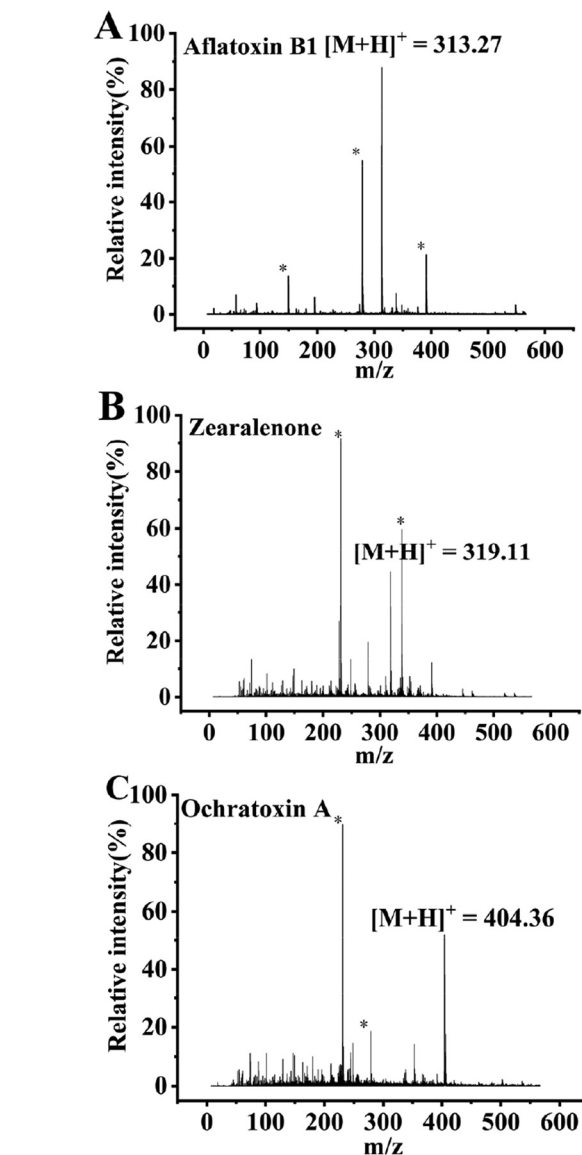 A
Aflatoxin B1 [M+H]+ = 313.27
Relative intensity(%)
100
80
60
40
20
0
*
*
*
0 100 200 300 400 500 600
m/z
B
Zearalenone
[M+H]+ = 319.11
Relative intensity(%)
100
80
60
40
20
0
*
*
0 100 200 300 400 500 600
m/z
C
Ochratoxin A
[M+H]+ = 404.36
Relative intensity(%)
100
80
60
40
20
0
*
*
0 100 200 300 400 500 600
m/z